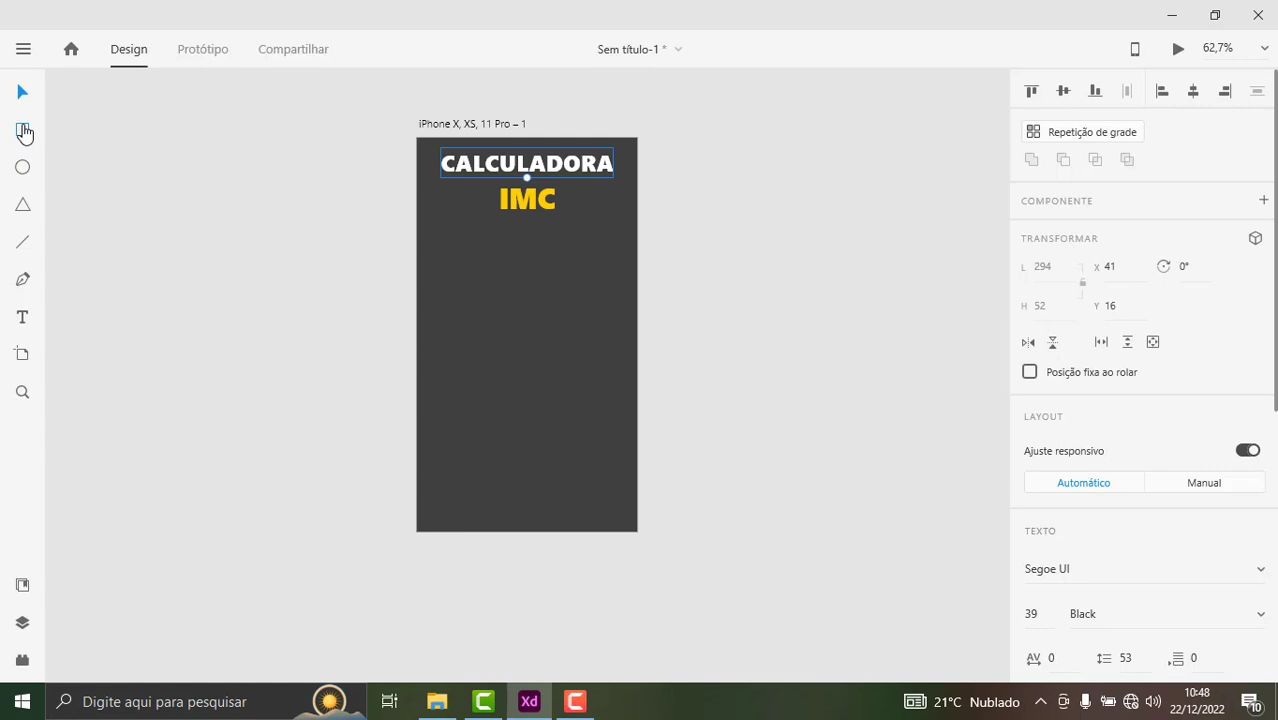 Design
Protótipo
Compartilhar
Sem título-1 *
62,7%
iPhone X, XS, 11 Pro – 1
CALCULADORA
IMC
Repetição de grade
COMPONENTE
TRANSFORMAR
L 294 X 41 0°
H 52 Y 16
Posição fixa ao rolar
LAYOUT
Ajuste responsivo
Automático Manual
TEXTO
Segoe UI
39 Black
AV 0 53 0
Digite aqui para pesquisar
Xd
21°C Nublado
10:48
22/12/2022
10